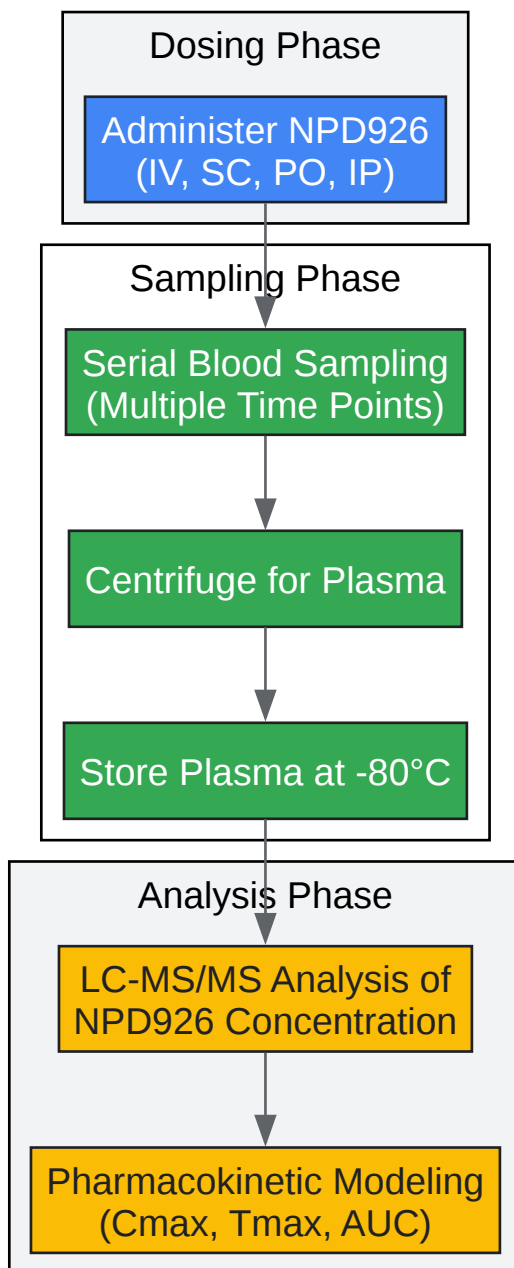 Dosing Phase
Administer NPD926
(IV, SC, PO, IP)
Sampling Phase
Serial Blood Sampling
(Multiple Time Points)
Centrifuge for Plasma
Store Plasma at -80°C
Analysis Phase
LC-MS/MS Analysis of
NPD926 Concentration
Pharmacokinetic Modeling
(Cmax, Tmax, AUC)